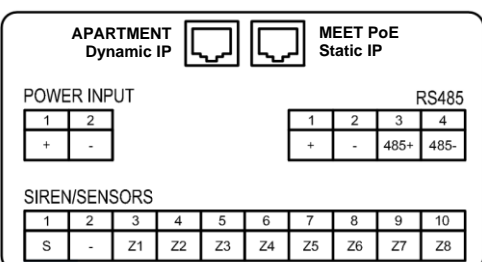 APARTMENT
Dynamic IP
MEET PoE
Static IP
POWER INPUT
1 2
+ -
RS485
1 2 3 4
+ - 485+ 485-
SIREN/SENSORS
1 2 3 4 5 6 7 8 9 10
S - Z1 Z2 Z3 Z4 Z5 Z6 Z7 Z8